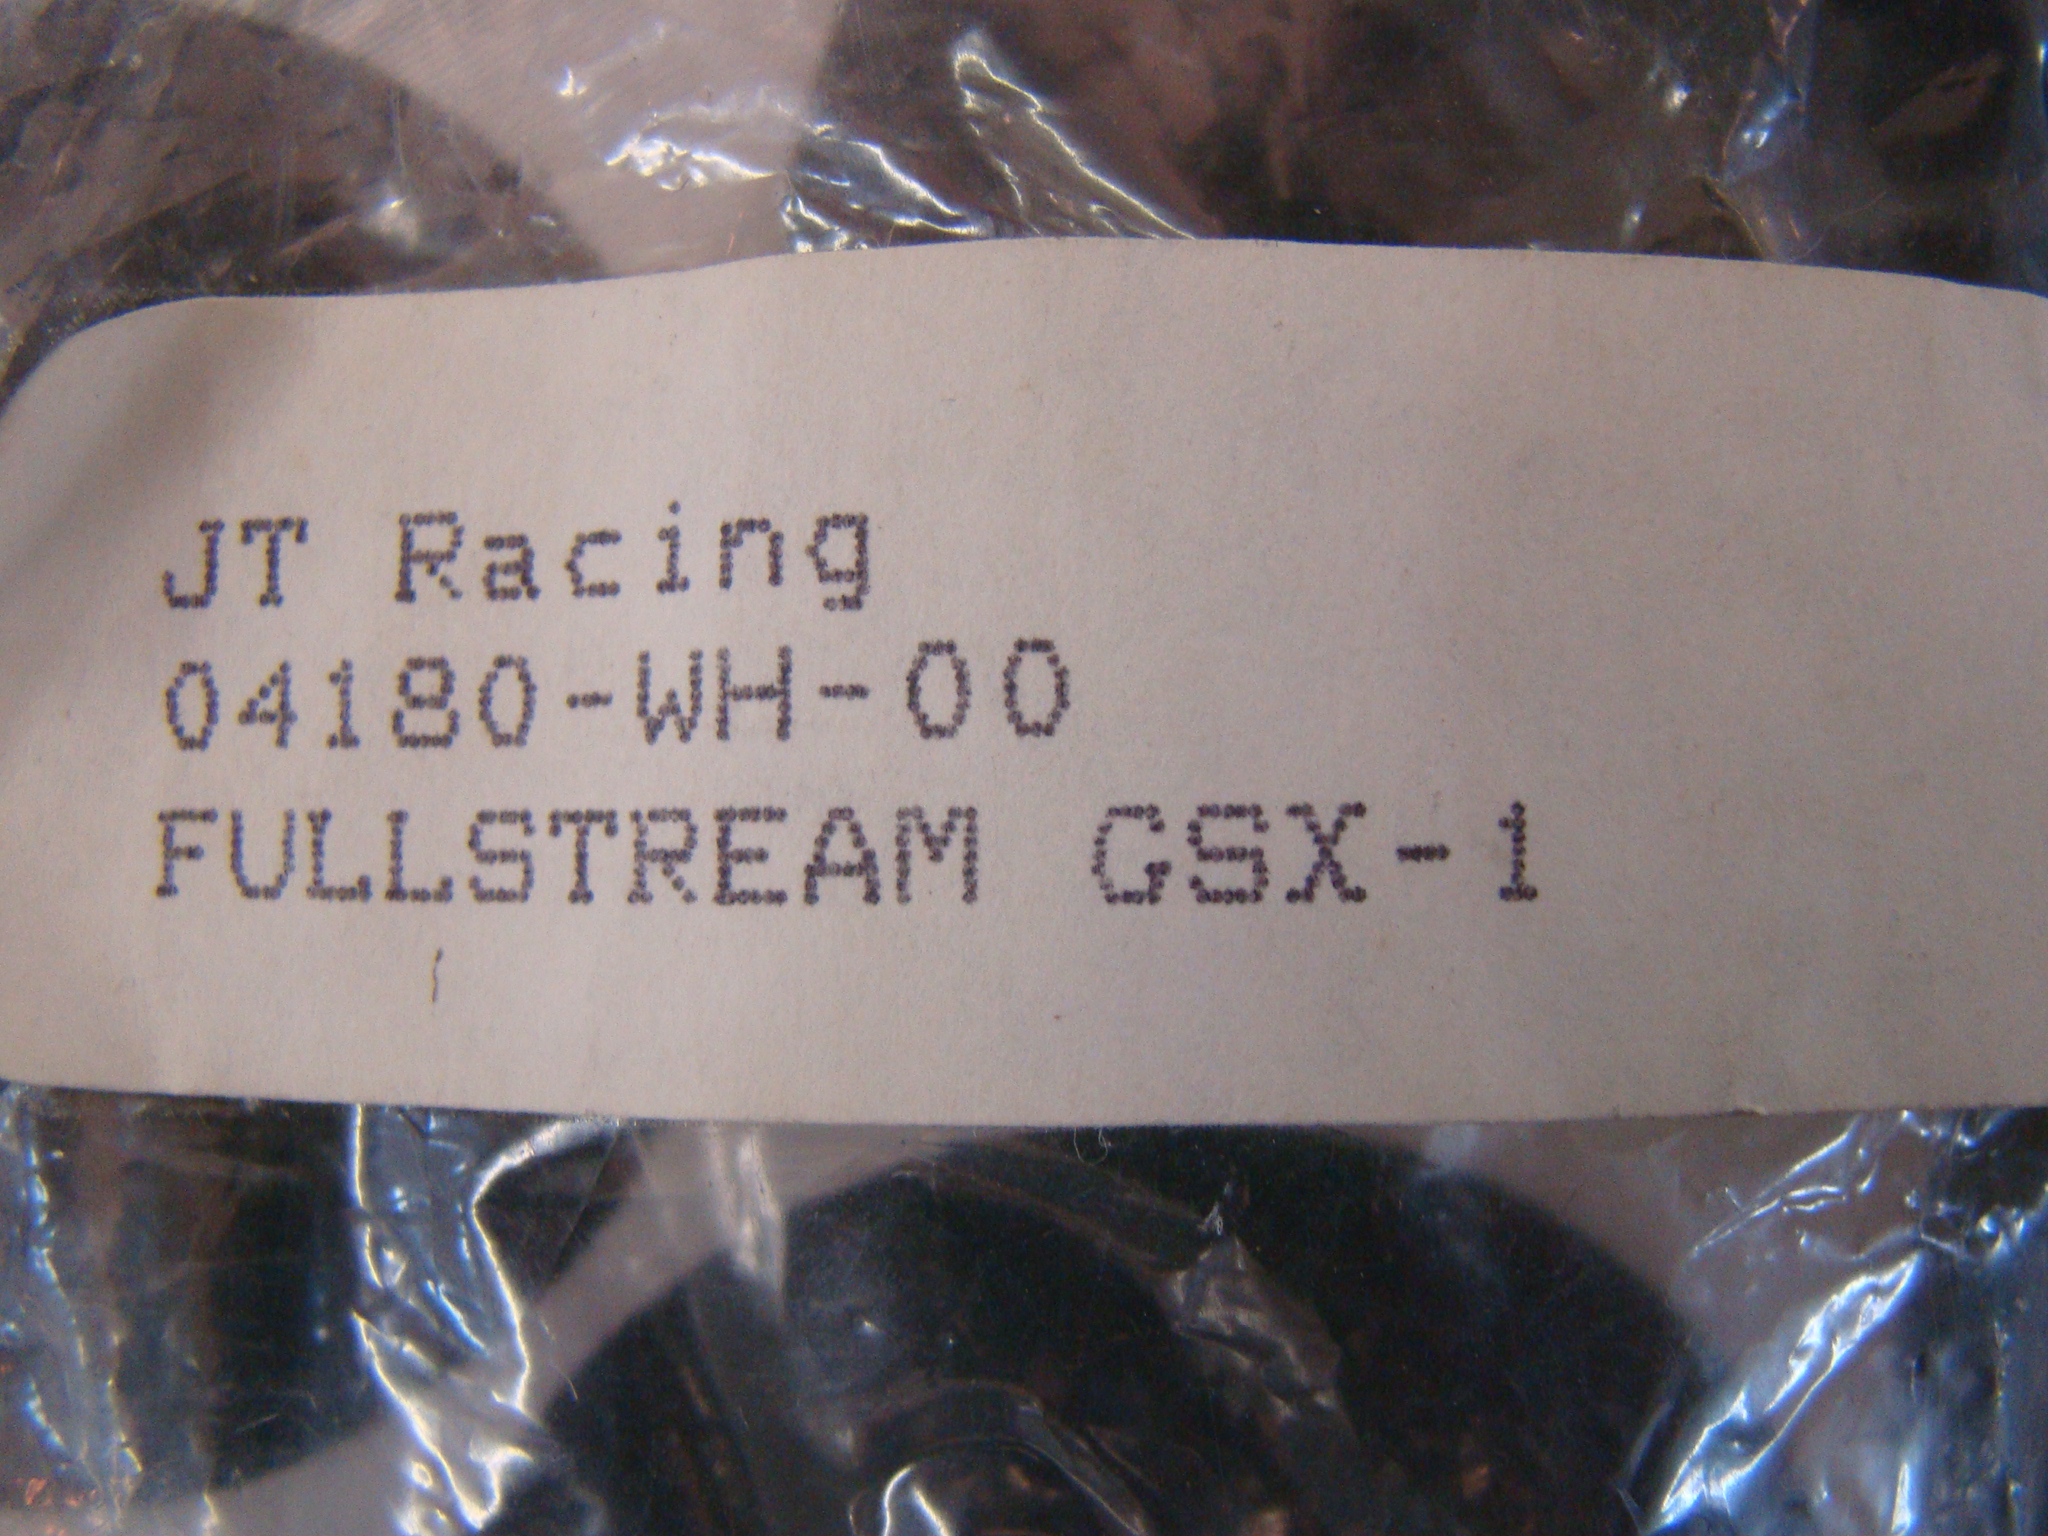 JT Racing
04180-WH-00
FULLSTREAM GSX-1